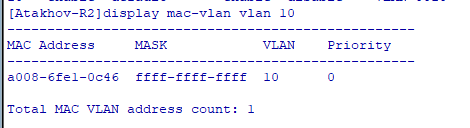 [Atakhov-R2]display mac-vlan vlan 10
---------------------------------------------------
MAC Address MASK VLAN Priority
---------------------------------------------------
a008-6fe1-0c46 ffff-ffff-ffff 10 0
Total MAC VLAN address count: 1